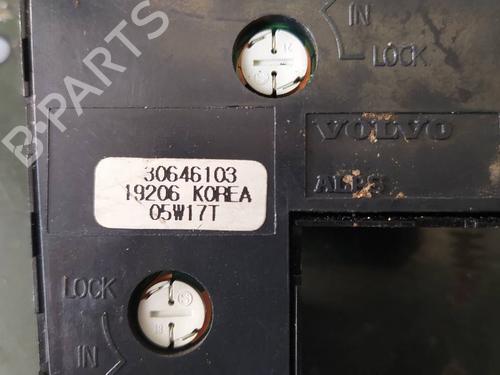 IN
LOCK
B-PARTS
VOLVO
ALPS
30646103
19206 KOREA
05W17T
LOCK
IN